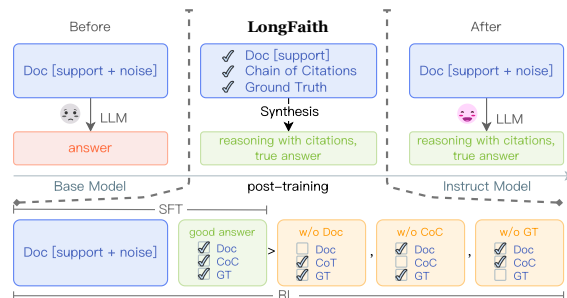 Before
LongFaith
After
Doc [support + noise]
Doc [support]
Chain of Citations
Ground Truth
Doc [support + noise]
LLM
Synthesis
LLM
answer
reasoning with citations,
true answer
reasoning with citations,
true answer
Base Model
post-training
Instruct Model
SFT
Doc [support + noise]
good answer
Doc
CoC
GT
>
w/o Doc
Doc
CoT
GT
,
w/o CoC
Doc
CoC
GT
,
w/o GT
Doc
CoC
GT
RL